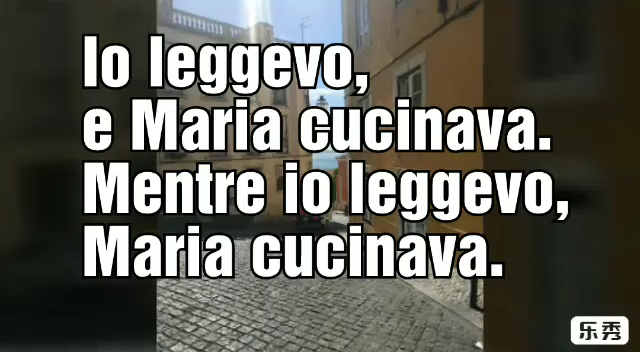 Io leggevo,
e Maria cucinava.
Mentre io leggevo,
Maria cucinava.
乐秀